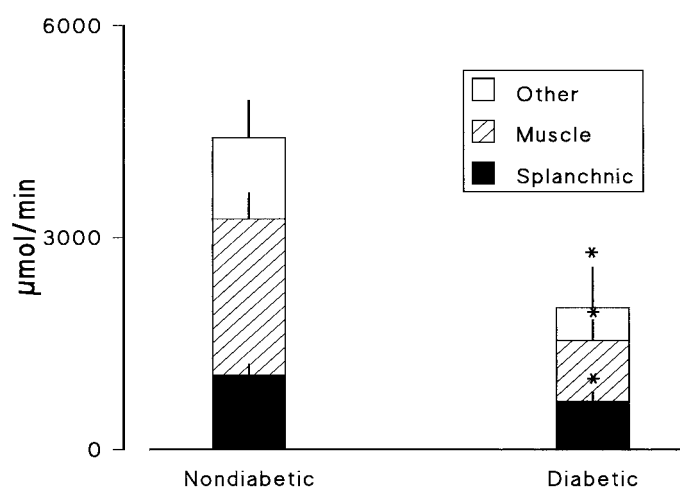 6000
Other
Muscle
Splanchnic
μmol/min
3000
*
*
*
0
Nondiabetic Diabetic